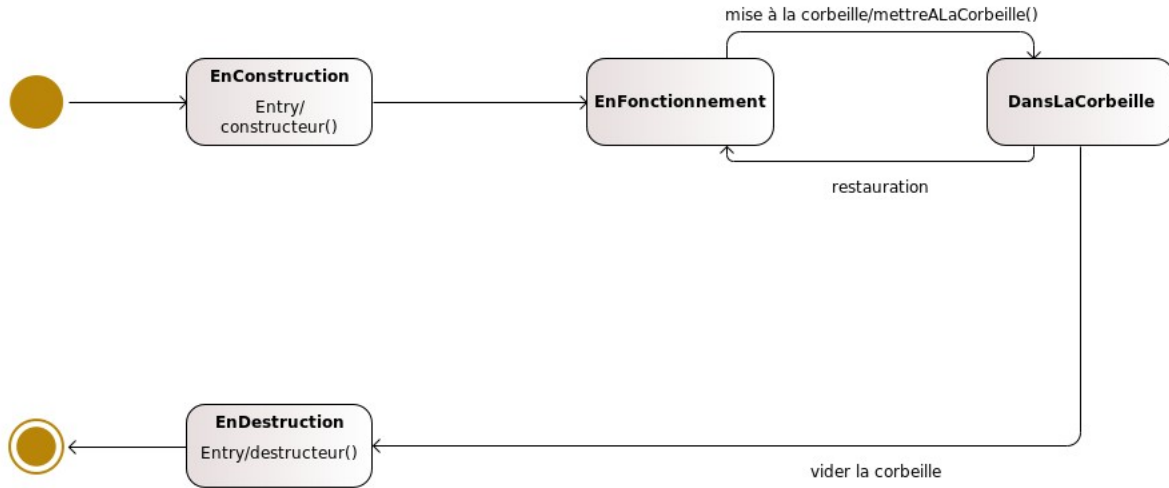 mise à la corbeille/mettreALaCorbeille()
EnConstruction
Entry/
constructeur()
EnFonctionnement
DansLaCorbeille
restauration
EnDestruction
Entry/destructeur()
vider la corbeille